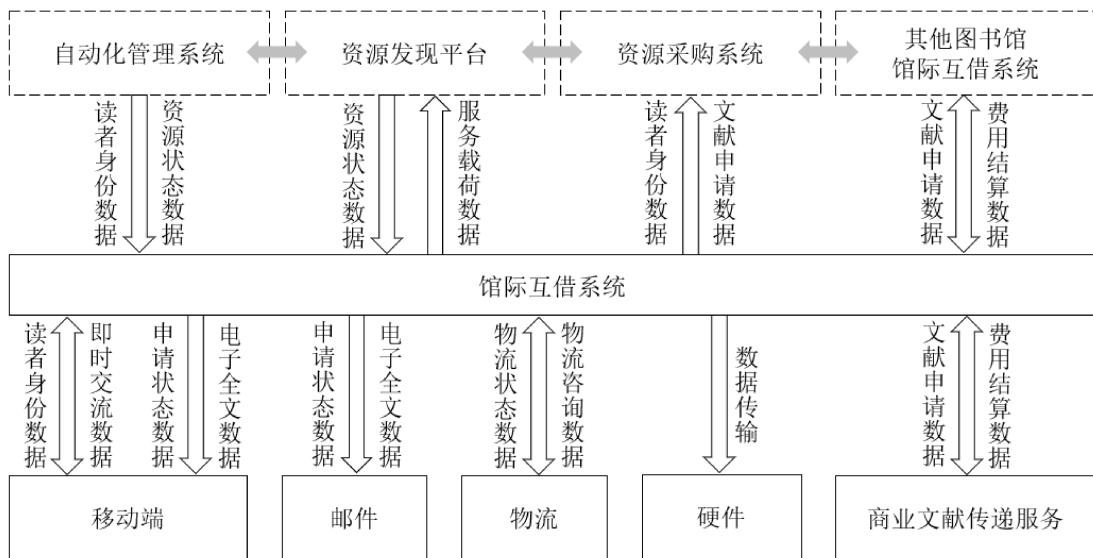 自动化管理系统
资源发现平台
资源采购系统
其他图书馆
馆际互借系统
读者身份数据
资源状态数据
资源状态数据
服务载荷数据
读者身份数据
文献申请数据
文献申请数据
费用结算数据
馆际互借系统
读者身份数据
即时交流数据
申请状态数据
电子全文数据
申请状态数据
电子全文数据
物流状态数据
物流咨询数据
数据传输
文献申请数据
费用结算数据
移动端
邮件
物流
硬件
商业文献传递服务